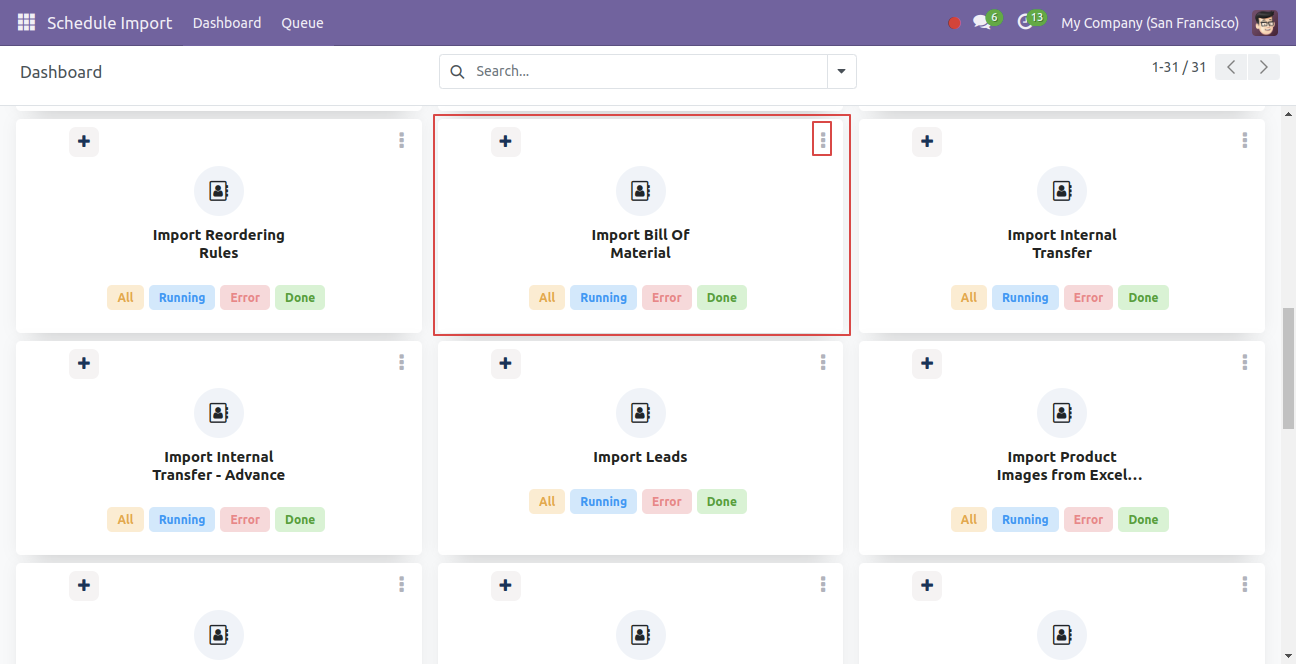 Schedule Import Dashboard Queue 6 13 My Company (San Francisco)
Dashboard Search... 1-31 / 31
Import Reordering
Rules
All Running Error Done
Import Bill Of
Material
All Running Error Done
Import Internal
Transfer
All Running Error Done
Import Internal
Transfer - Advance
All Running Error Done
Import Leads
All Running Error Done
Import Product
Images from Excel...
All Running Error Done